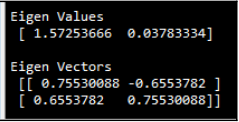 Eigen Values
[ 1.57253666 0.03783334]
Eigen Vectors
[[ 0.75530088 -0.6553782 ]
[ 0.6553782 0.75530088]]